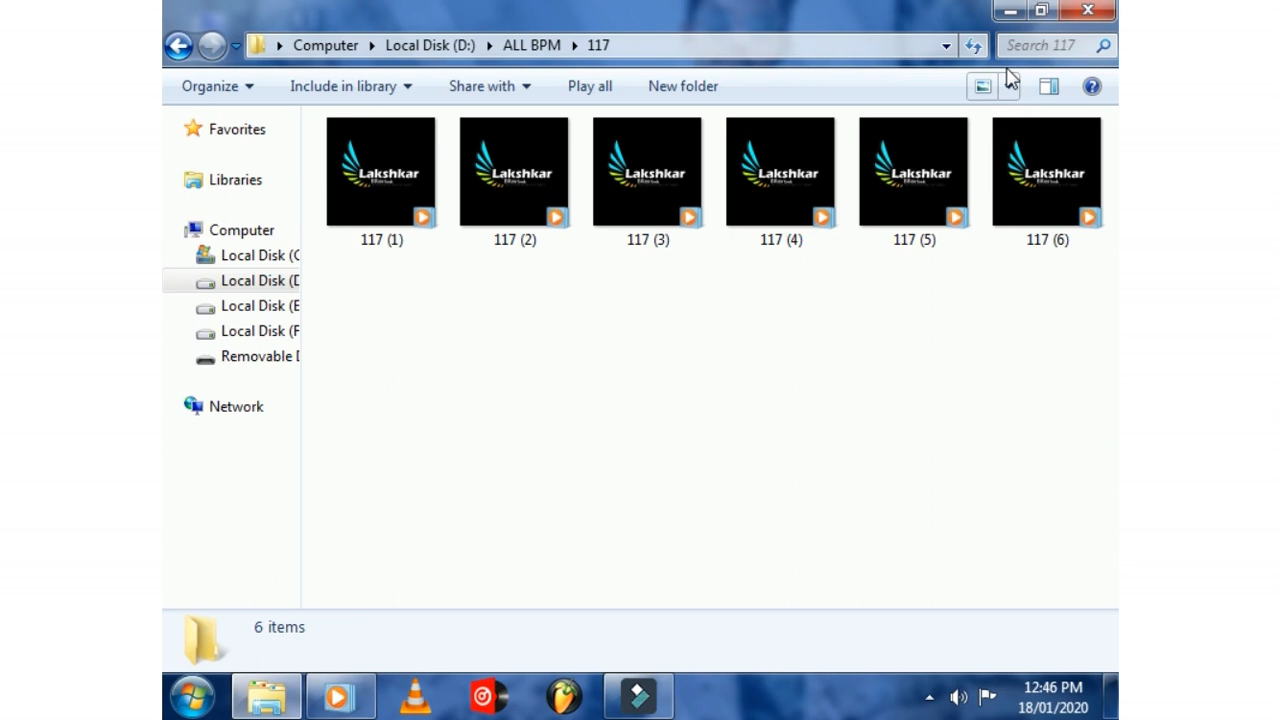 Computer Local Disk (D:) ALL BPM 117
Search 117
Organize Include in library Share with Play all New folder
Favorites
Libraries
Computer
Local Disk (C
Local Disk (D
Local Disk (E
Local Disk (F
Removable D
Network
Lakshkar Lakshkar Lakshkar Lakshkar Lakshkar Lakshkar
117 (1) 117 (2) 117 (3) 117 (4) 117 (5) 117 (6)
6 items
12:46 PM
18/01/2020